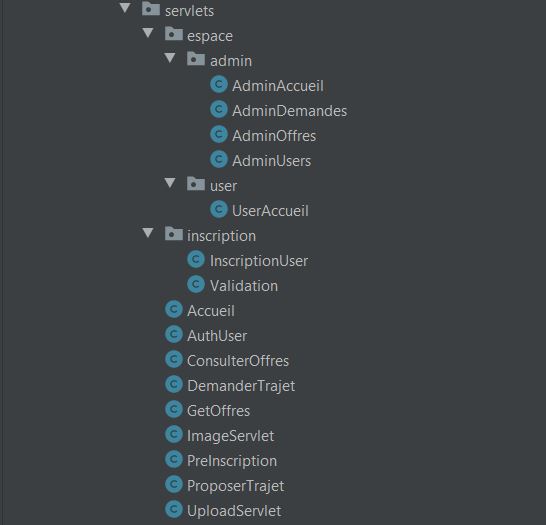 servlets
espace
admin
C AdminAccueil
C AdminDemandes
C AdminOffres
C AdminUsers
user
C UserAccueil
inscription
C InscriptionUser
C Validation
C Accueil
C AuthUser
C ConsulterOffres
C DemanderTrajet
C GetOffres
C ImageServlet
C PreInscription
C ProposerTrajet
C UploadServlet